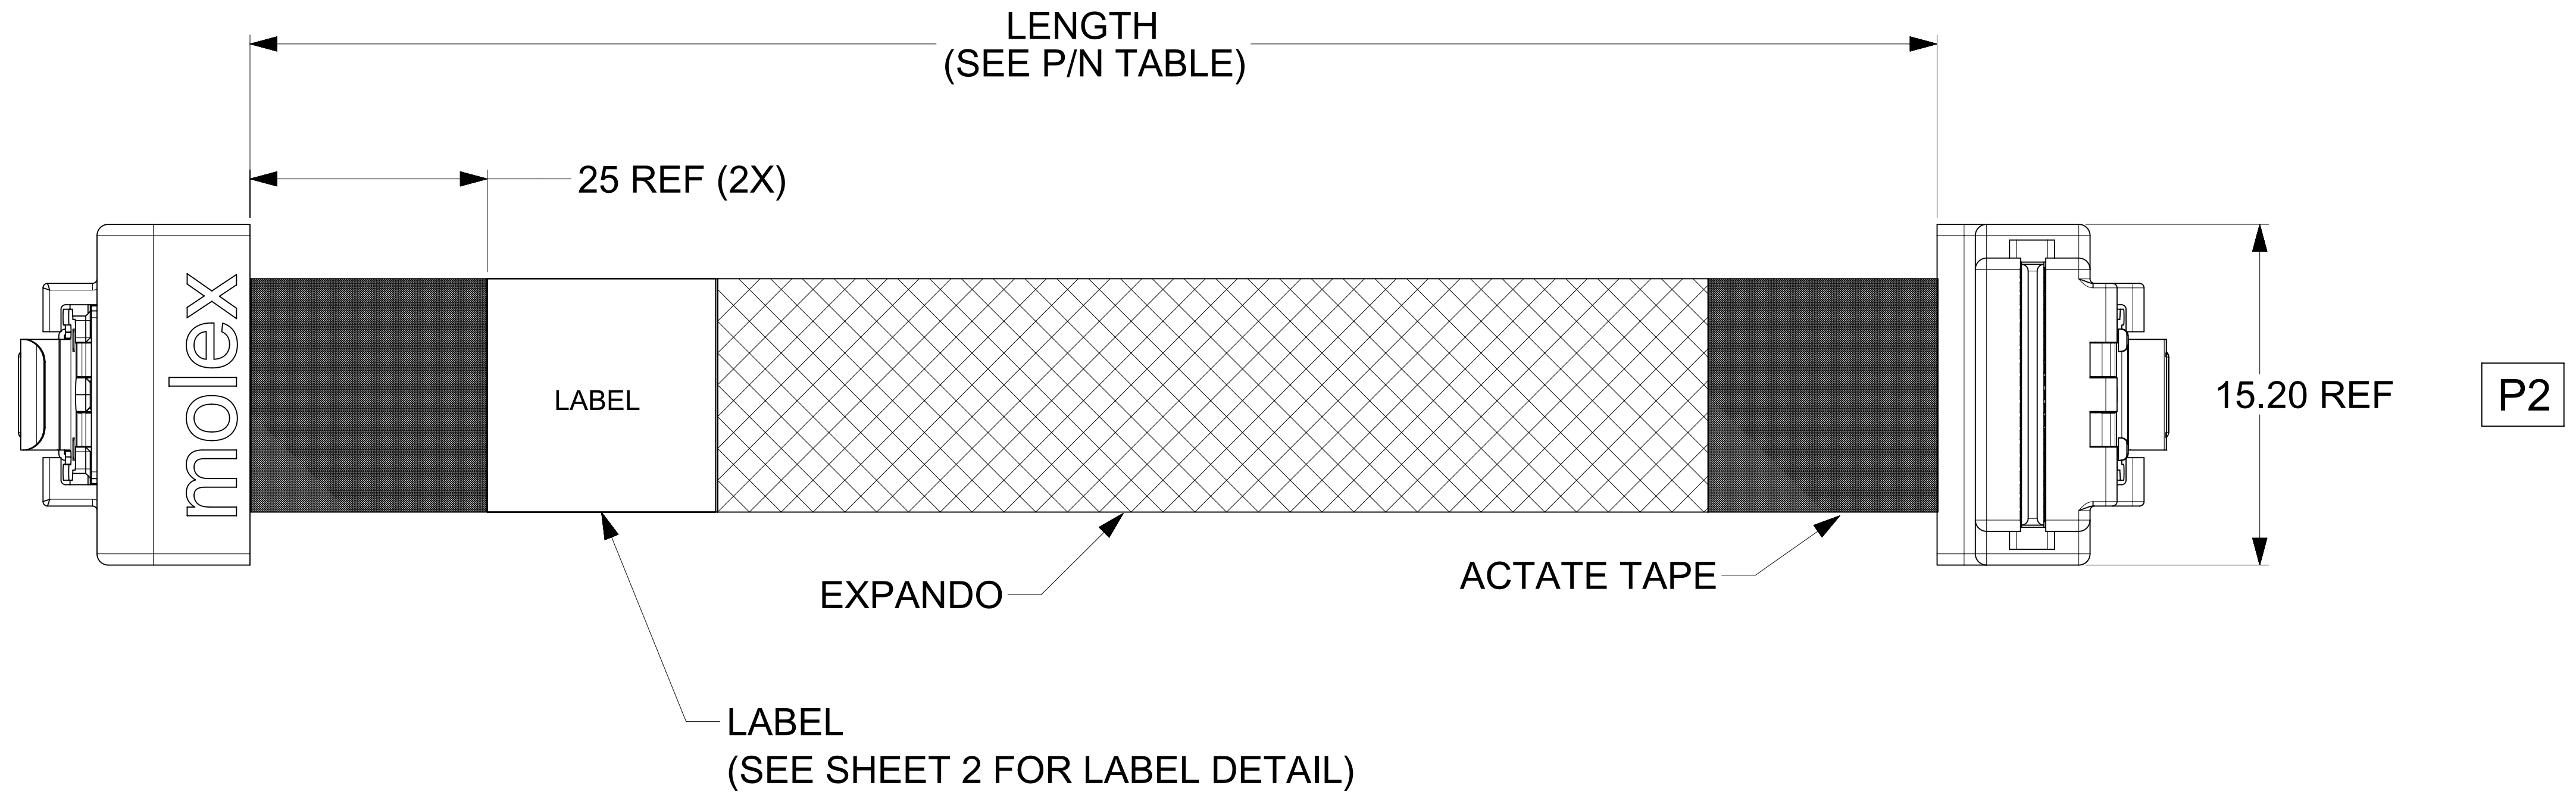 LENGTH
(SEE P/N TABLE)
25 REF (2X)
molex
LABEL
15.20 REF
P2
EXPANDO
ACTATE TAPE
LABEL
(SEE SHEET 2 FOR LABEL DETAIL)